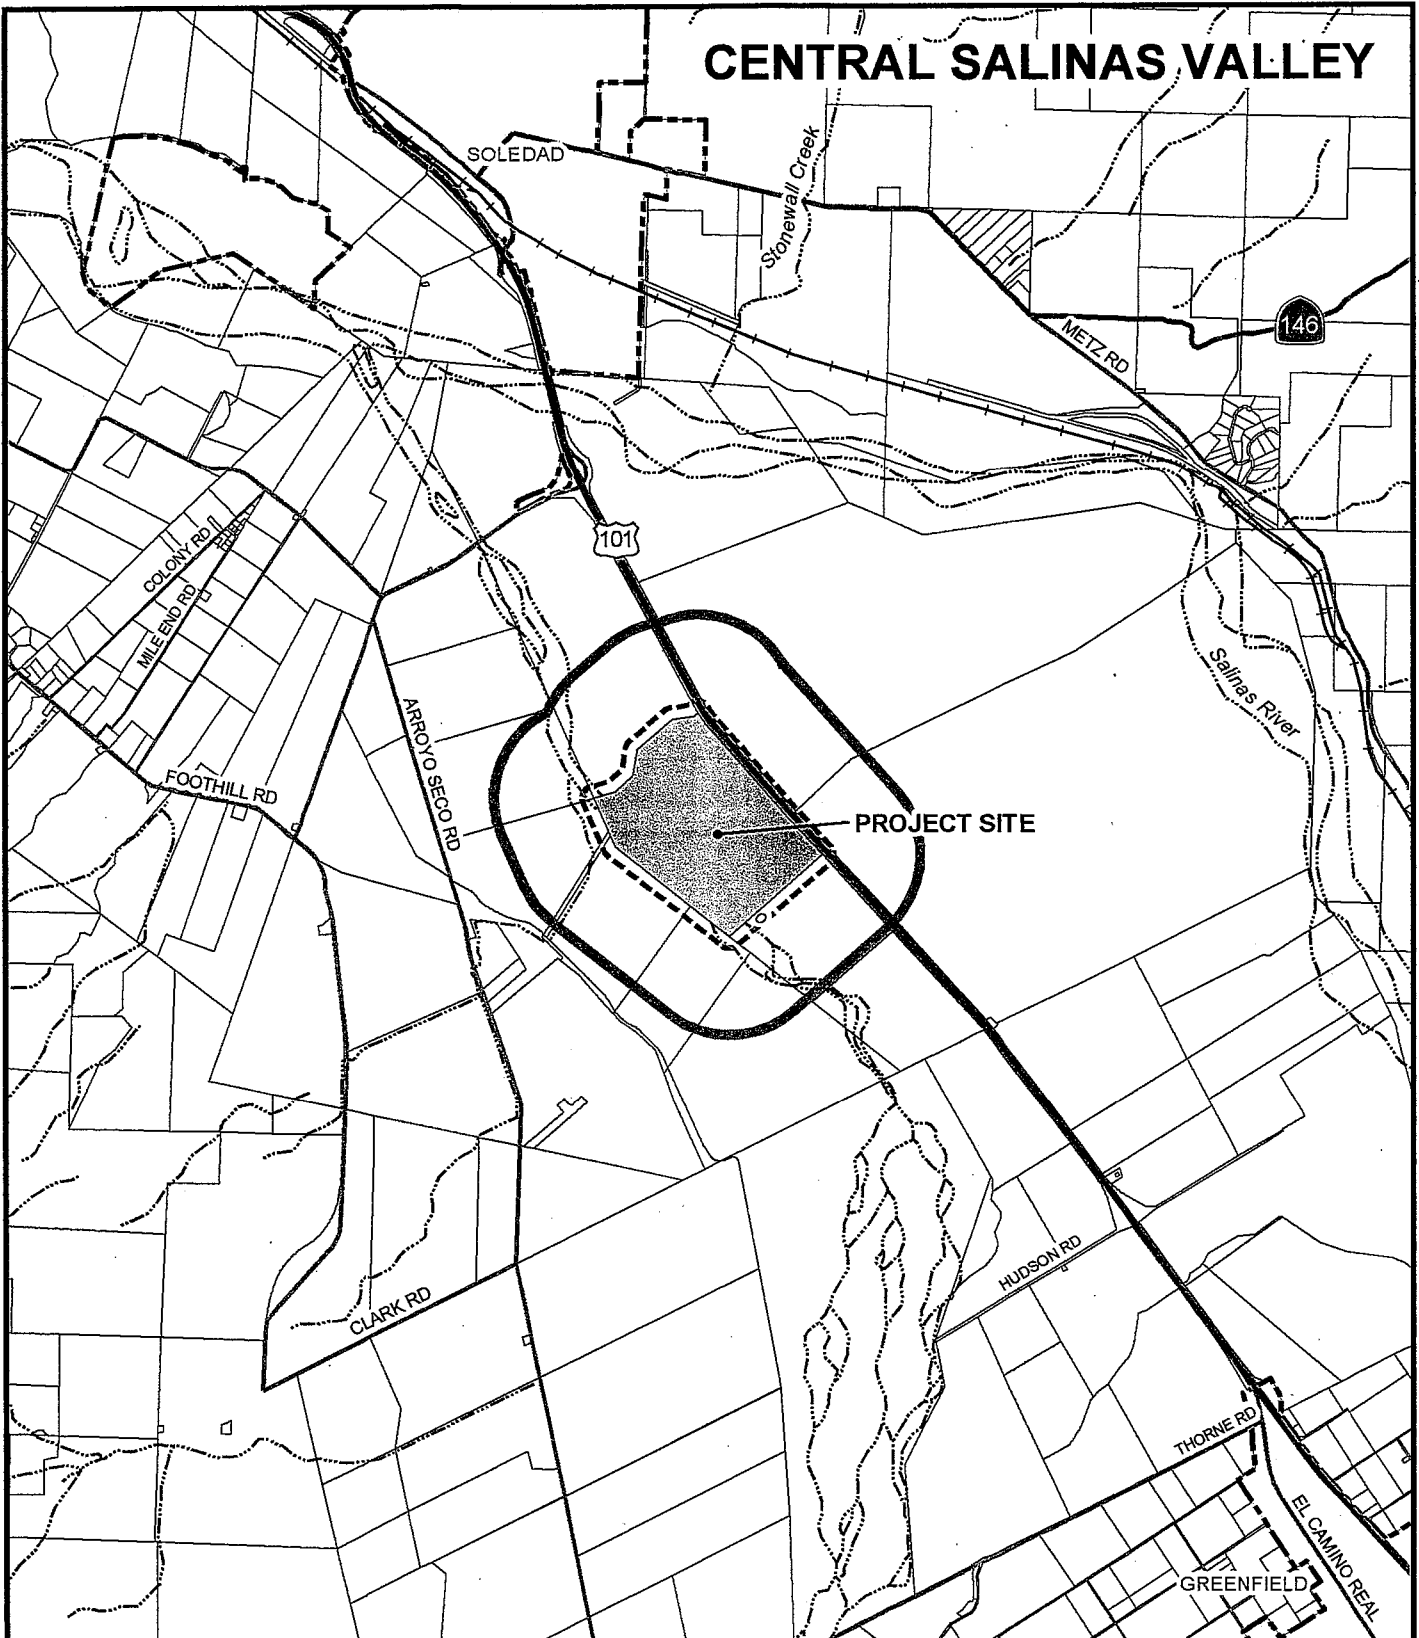 CENTRAL SALINAS VALLEY
SOLEDAD
Stonewall Creek
146
METZ RD
101
COLONY RD
MILE END RD
Salinas River
ARROYO SECO RD
FOOTHILL RD
PROJECT SITE
HUDSON RD
CLARK RD
THORNE RD
EL CAMINO REAL
GREENFIELD